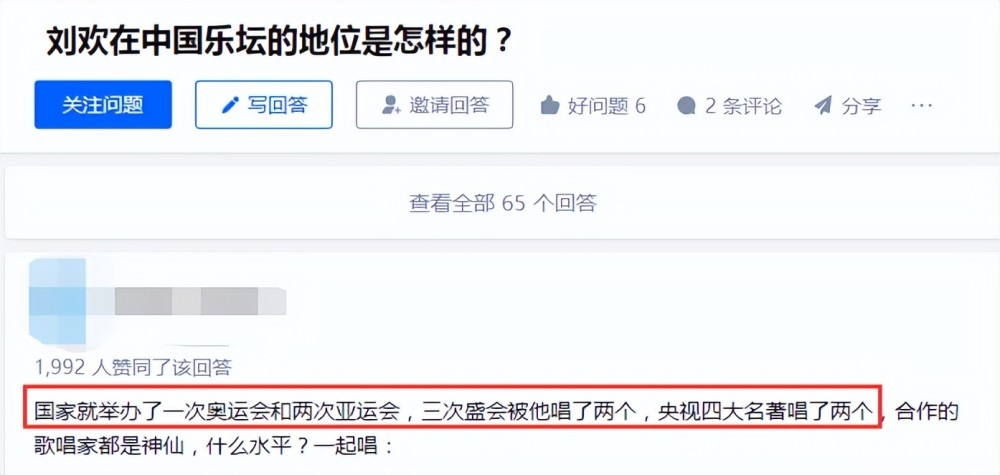 刘欢在中国乐坛的地位是怎样的？
关注问题 写回答 邀请回答 好问题 6 2 条评论 分享 ···
查看全部 65 个回答
1,992 人赞同了该回答
国家就举办了一次奥运会和两次亚运会，三次盛会被他唱了两个，央视四大名著唱了两个，合作的
歌唱家都是神仙，什么水平？一起唱：